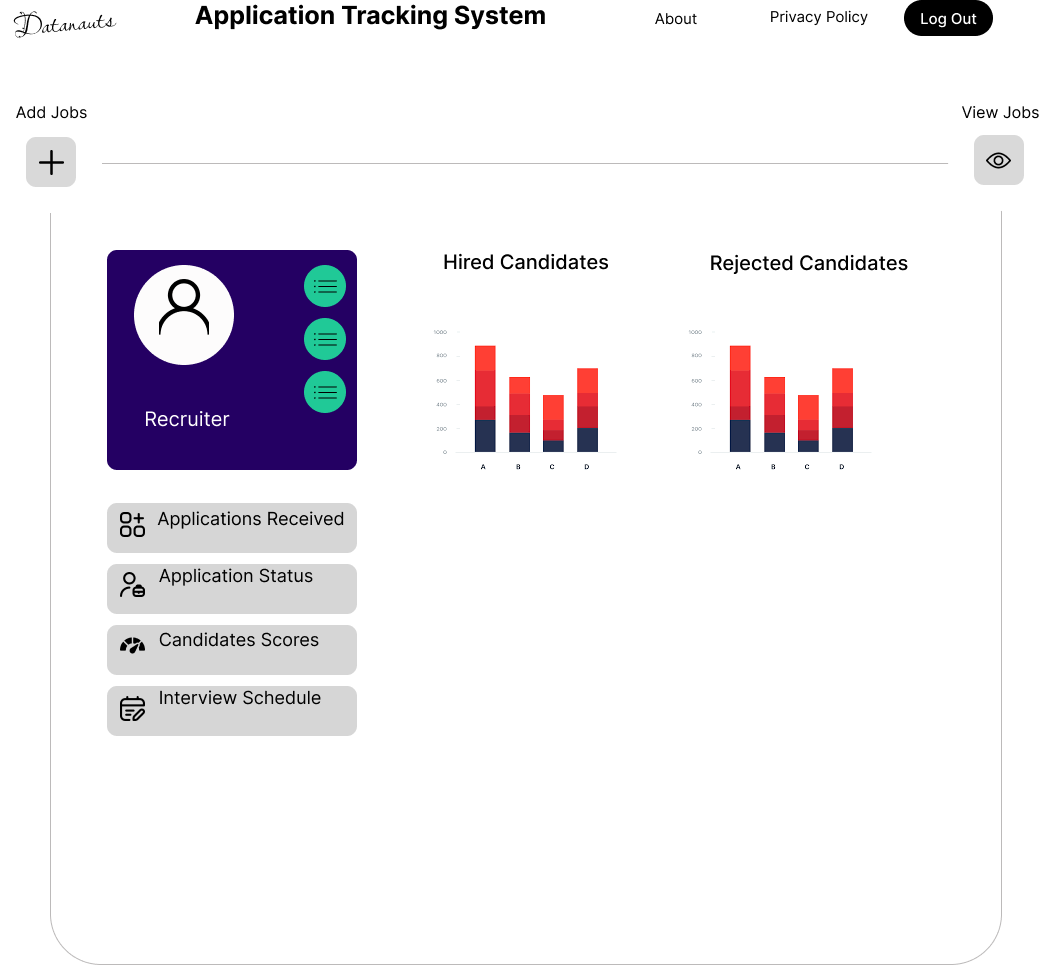 Datanauts
Application Tracking System
About
Privacy Policy
Log Out
Add Jobs
View Jobs
Recruiter
Hired Candidates
1000
800
600
400
200
0
A B C D
Rejected Candidates
1000
800
600
400
200
0
A B C D
Applications Received
Application Status
Candidates Scores
Interview Schedule